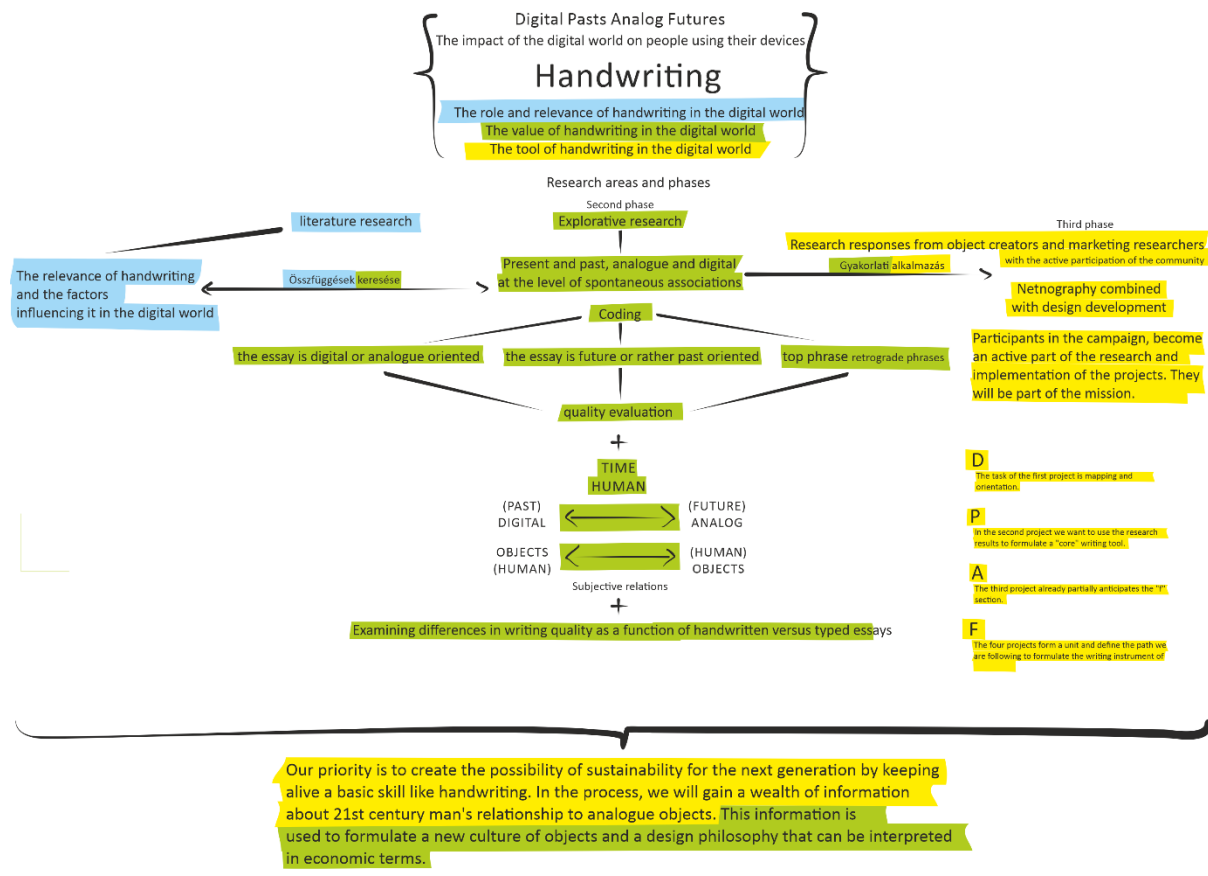 Digital Pasts Analog Futures
The impact of the digital world on people using their devices
Handwriting
The role and relevance of handwriting in the digital world
The value of handwriting in the digital world
The tool of handwriting in the digital world
Research areas and phases
literature research
The relevance of handwriting
and the factors
influencing it in the digital world
Összfüggések keresése
Second phase
Explorative research
Present and past, analogue and digital
at the level of spontaneous associations
Gyakorlati alkalmazás
Third phase
Research responses from object creators and marketing researchers
with the active participation of the community
Netnography combined
with design development
Participants in the campaign, become
an active part of the research and
implementation of the projects. They
will be part of the mission.
Coding
the essay is digital or analogue oriented
the essay is future or rather past oriented
top phrase retrograde phrases
quality evaluation
+
TIME
HUMAN
(PAST)
DIGITAL
(FUTURE)
ANALOG
OBJECTS
(HUMAN)
(HUMAN)
OBJECTS
Subjective relations
+
Examining differences in writing quality as a function of handwritten versus typed essays
D
The task of the first project is mapping and
orientation.
P
In the second project we want to use the research
results to formulate a "core" writing tool.
A
The third project already partially anticipates the "f"
section.
F
The four projects form a unit and define the path we
are following to formulate the writing instrument of
Our priority is to create the possibility of sustainability for the next generation by keeping
alive a basic skill like handwriting. In the process, we will gain a wealth of information
about 21st century man's relationship to analogue objects. This information is
used to formulate a new culture of objects and a design philosophy that can be interpreted
in economic terms.